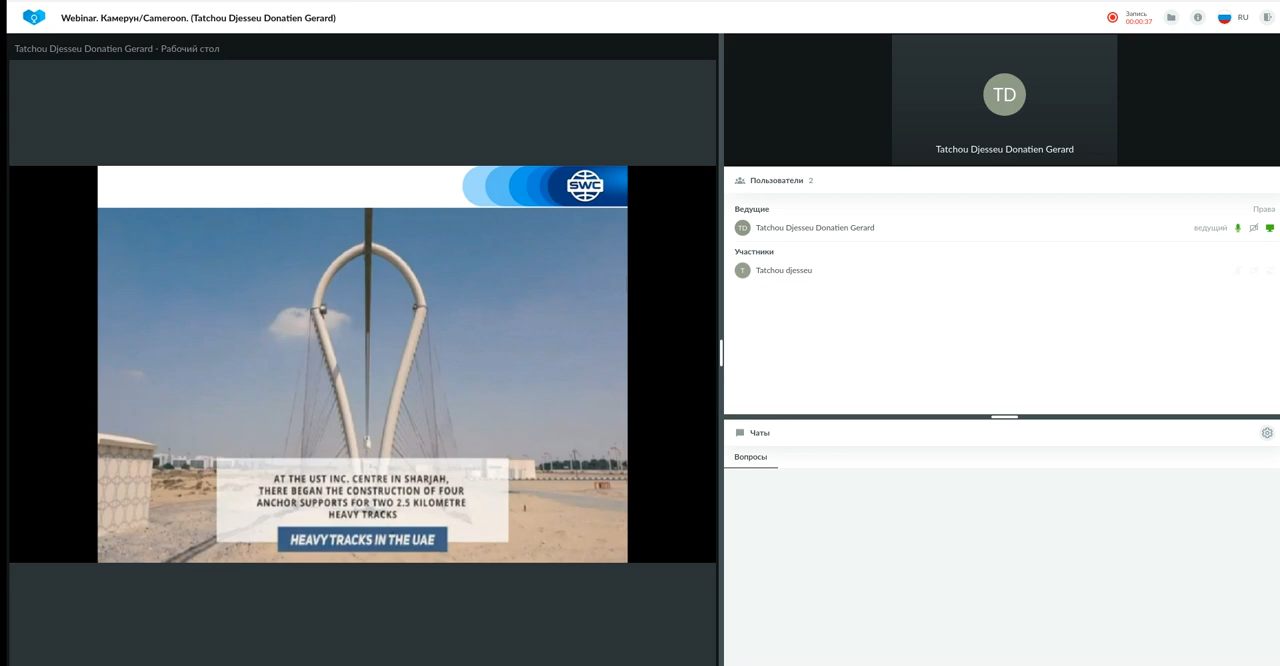 Webinar. Камерун/Cameroon. (Tatchou Djesseu Donatien Gerard)
Запись
00:00:37
RU
Tatchou Djesseu Donatien Gerard - Рабочий стол
SWC
AT THE UST INC. CENTRE IN SHARJAH,
THERE BEGAN THE CONSTRUCTION OF FOUR
ANCHOR SUPPORTS FOR TWO 2.5 KILOMETRE
HEAVY TRACKS
HEAVY TRACKS IN THE UAE
TD
Tatchou Djesseu Donatien Gerard
Пользователи 2
Ведущие Права
TD Tatchou Djesseu Donatien Gerard ведущий
Участники
T Tatchou djesseu
Чаты
Вопросы